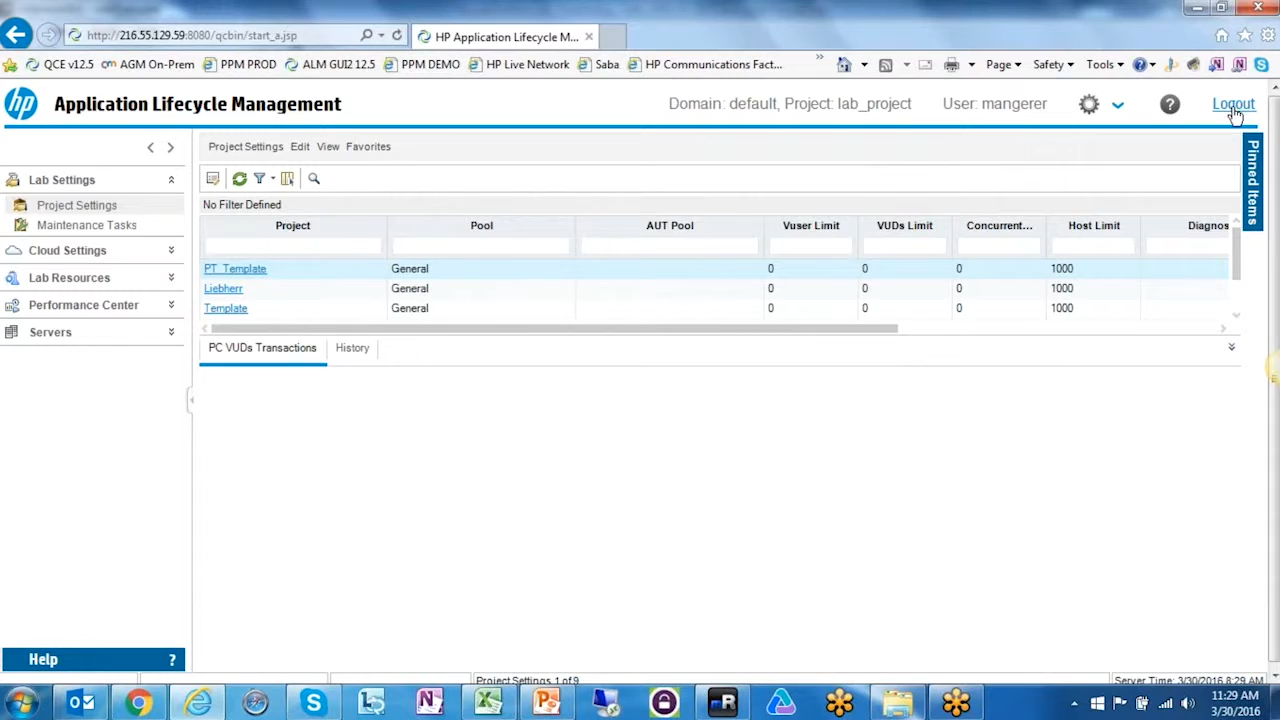 http://216.55.129.59:8080/qcbin/start_a.jsp
HP Application Lifecycle M...
QCE v12.5
AGM On-Prem
PPM PROD
ALM GUI2 12.5
PPM DEMO
HP Live Network
Saba
HP Communications Fact...
»
Page
Safety
Tools
hp
Application Lifecycle Management
Domain: default, Project: lab_project
User: mangerer
Logout
Project Settings
Edit
View
Favorites
Pinned Items
Lab Settings
Project Settings
Maintenance Tasks
Cloud Settings
Lab Resources
Performance Center
Servers
No Filter Defined
Project Pool AUT Pool Vuser Limit VUDs Limit Concurrent... Host Limit Diagnos
PT_Template General 0 0 0 1000
Liebherr General 0 0 0 1000
Template General 0 0 0 1000
PC VUDs Transactions
History
Help ?
Project Settings 1 of 9
Server Time: 3/30/2016 8:29 AM
11:29 AM
3/30/2016